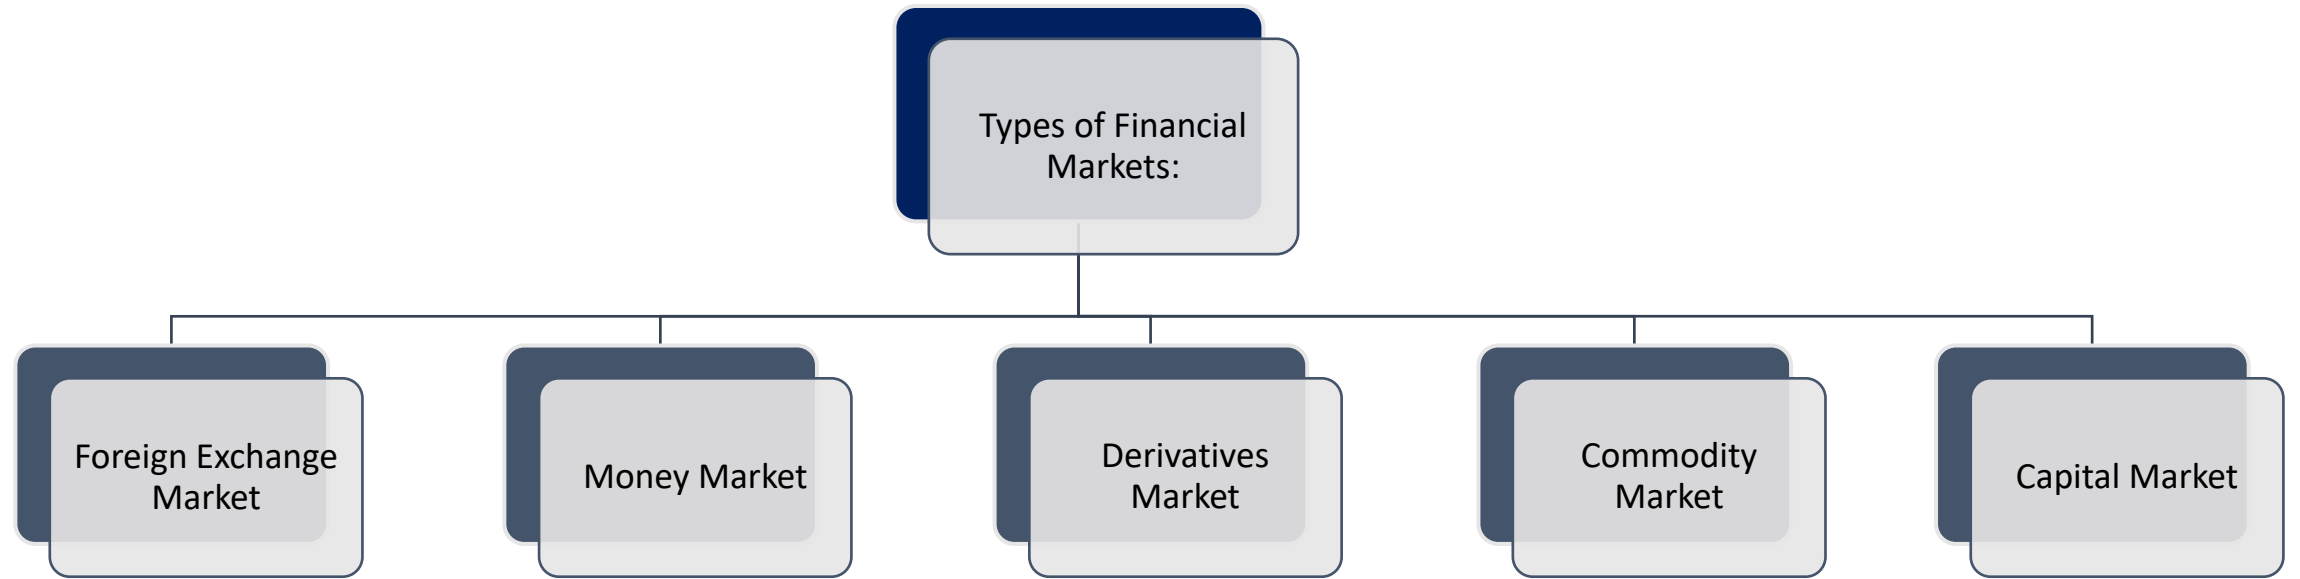 Types of Financial
Markets:
Foreign Exchange
Market
Money Market
Derivatives
Market
Commodity
Market
Capital Market